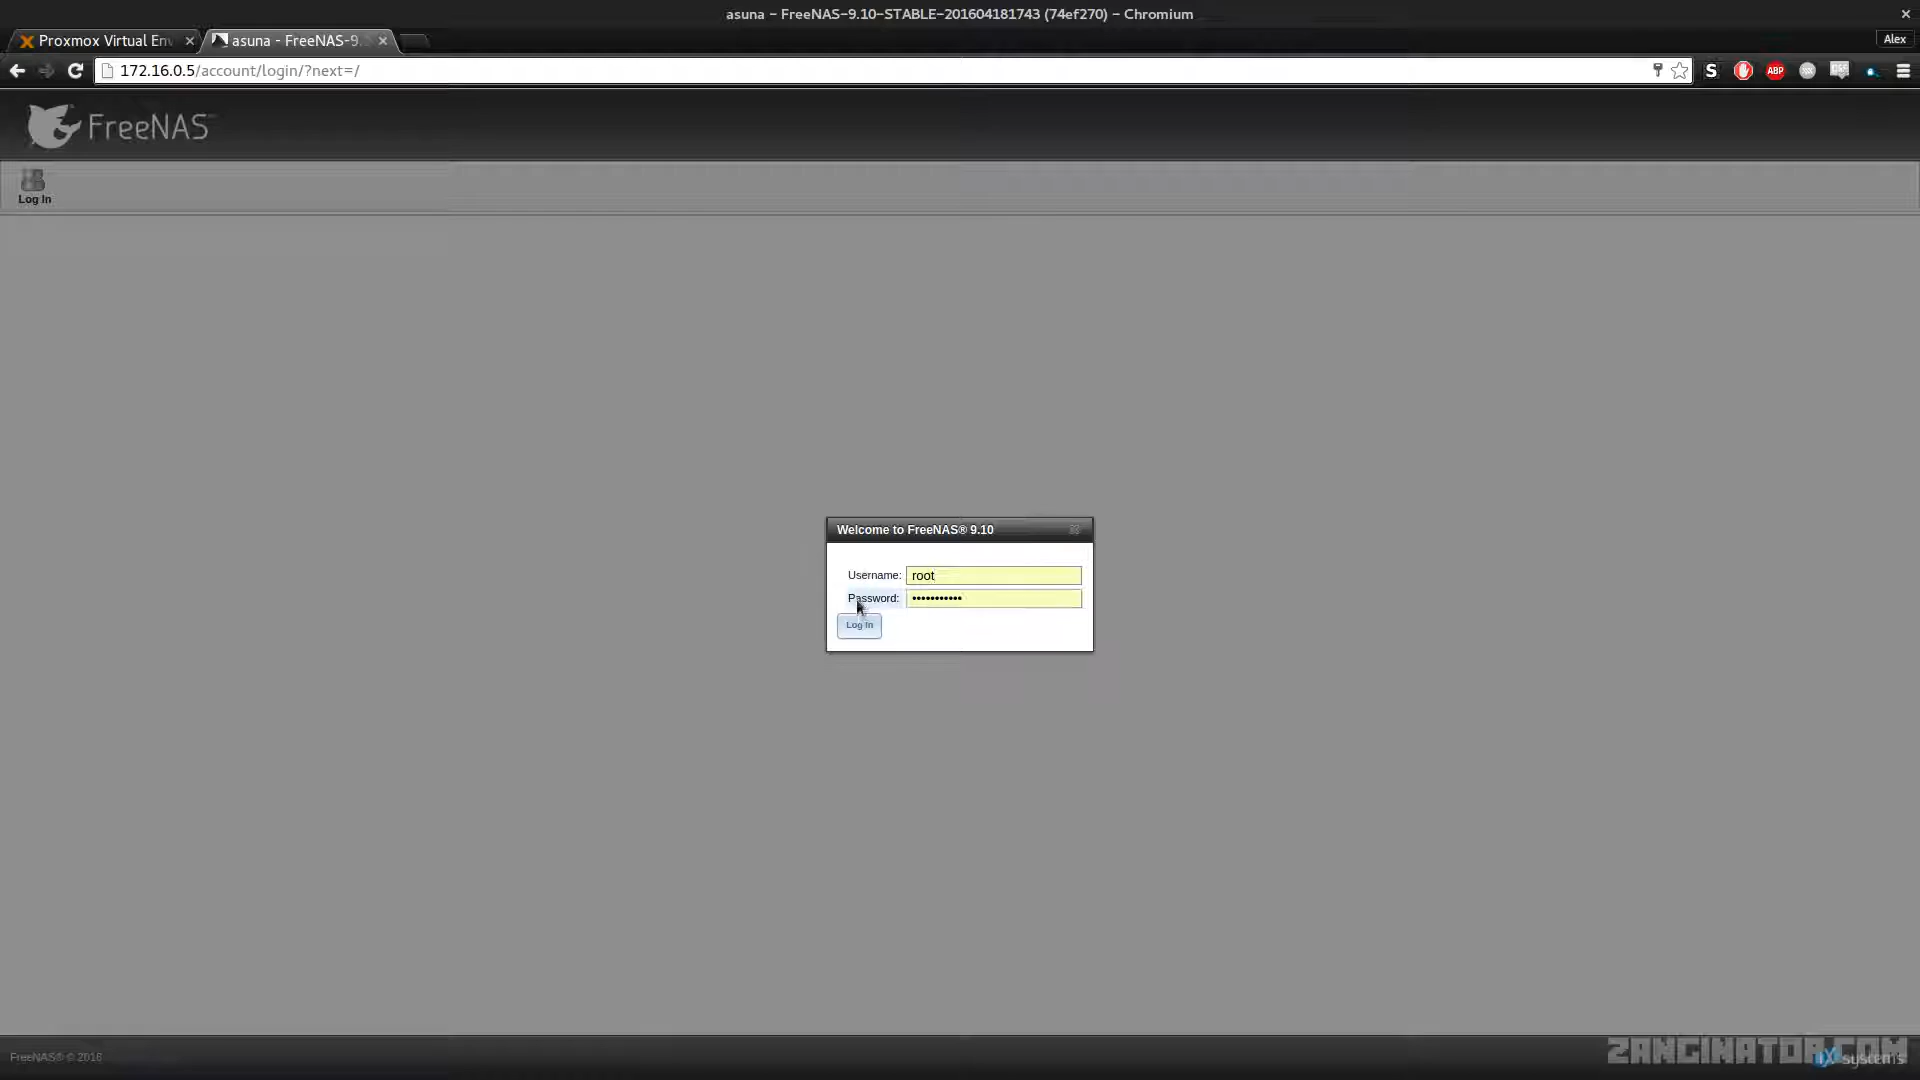 asuna – FreeNAS-9.10-STABLE-201604181743 (74ef270) – Chromium
Proxmox Virtual En
asuna - FreeNAS-9.
Alex
172.16.0.5/account/login/?next=/
S
ABP
FreeNAS
Log In
Welcome to FreeNAS® 9.10
Username: root
Password: •••••••••••
Log In
FreeNAS® © 2016
ZANGINATOR.COM
systems